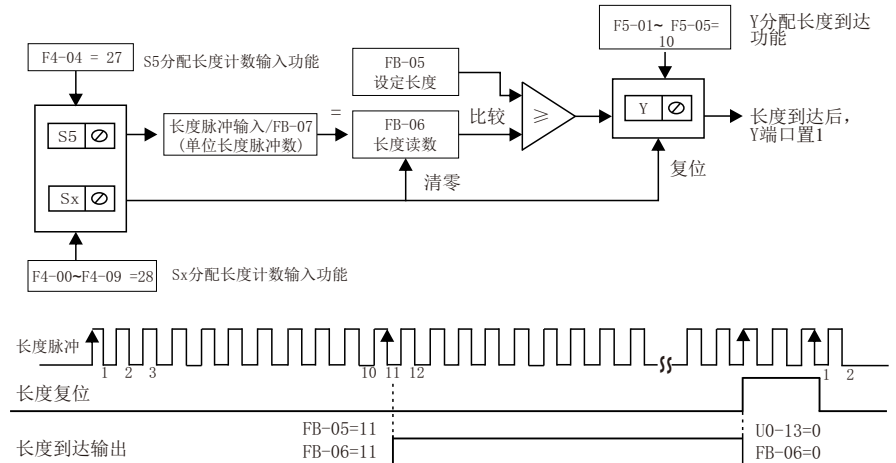 F4-04 = 27
S5分配长度计数输入功能
FB-05
设定长度
F5-01~ F5-05=
10
Y分配长度到达
功能
S5
长度脉冲输入/FB-07
(单位长度脉冲数)
=
FB-06
长度读数
比较
≥
Y
长度到达后，
Y端口置1
Sx
清零
复位
F4-00~F4-09 =28
Sx分配长度计数输入功能
长度脉冲
1 2 3 10 11 12 1 2
长度复位
长度到达输出
FB-05=11
FB-06=11
U0-13=0
FB-06=0